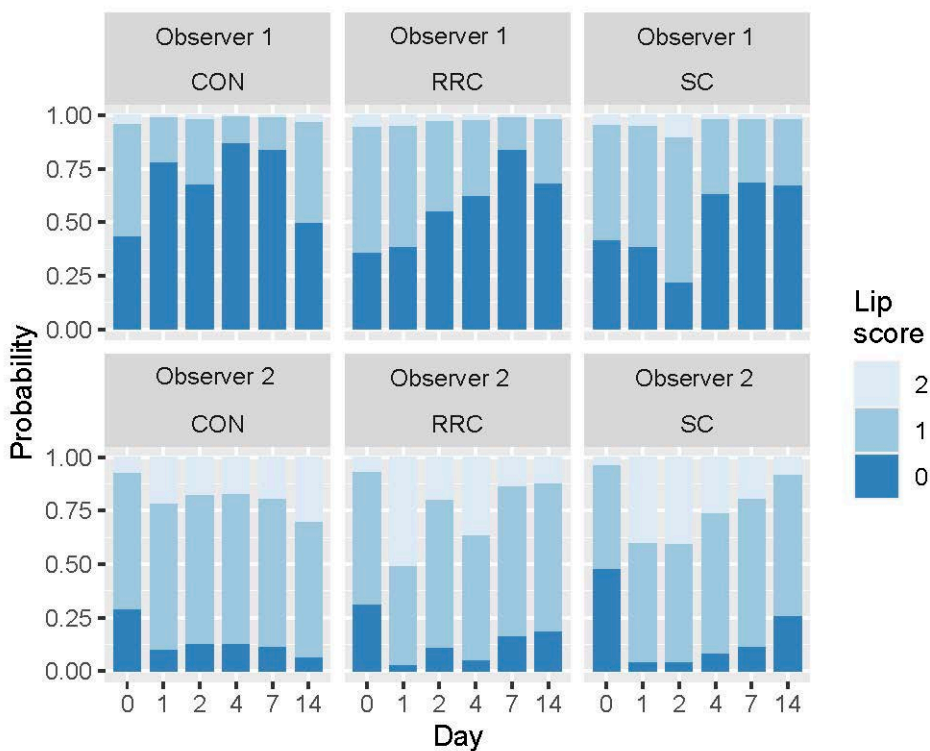 Observer 1
CON
Observer 1
RRC
Observer 1
SC
1.00
0.75
0.50
0.25
0.00
Observer 2
CON
Observer 2
RRC
Observer 2
SC
1.00
0.75
0.50
0.25
0.00
0 1 2 4 7 14
0 1 2 4 7 14
0 1 2 4 7 14
Probability
Day
Lip
score
2
1
0